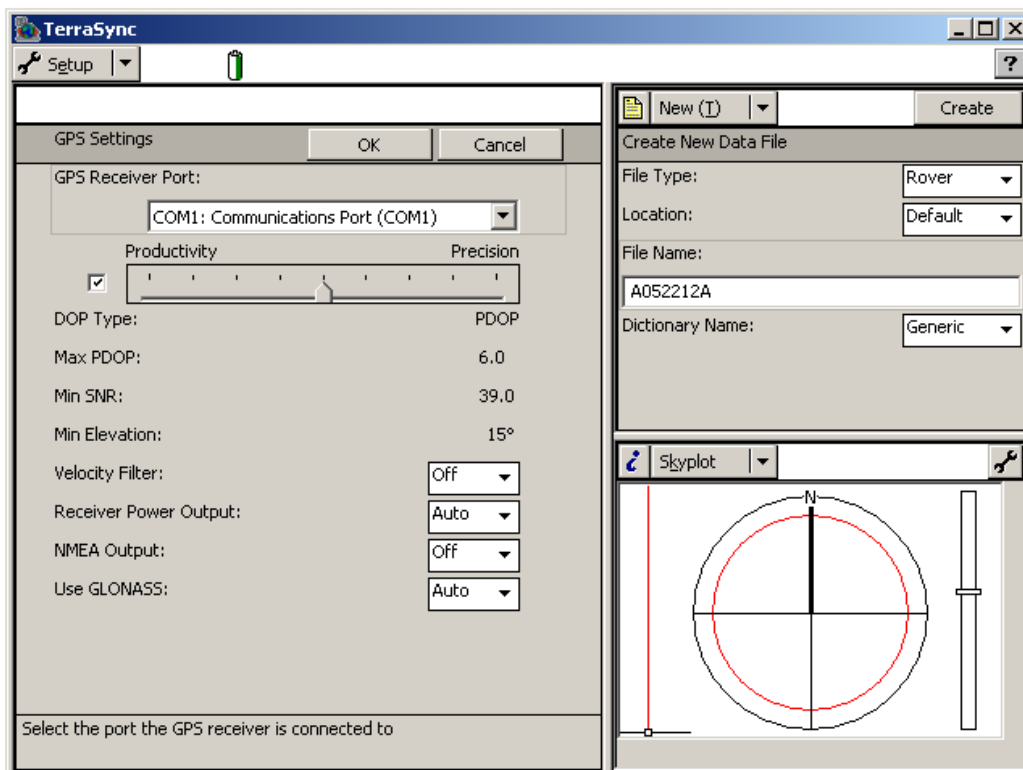 TerraSync
Setup
?
GPS Settings OK Cancel
GPS Receiver Port:
COM1: Communications Port (COM1)
Productivity Precision
DOP Type: PDOP
Max PDOP: 6.0
Min SNR: 39.0
Min Elevation: 15°
Velocity Filter: Off
Receiver Power Output: Auto
NMEA Output: Off
Use GLONASS: Auto
Select the port the GPS receiver is connected to
New (T) Create
Create New Data File
File Type: Rover
Location: Default
File Name:
A052212A
Dictionary Name: Generic
i Skyplot
N